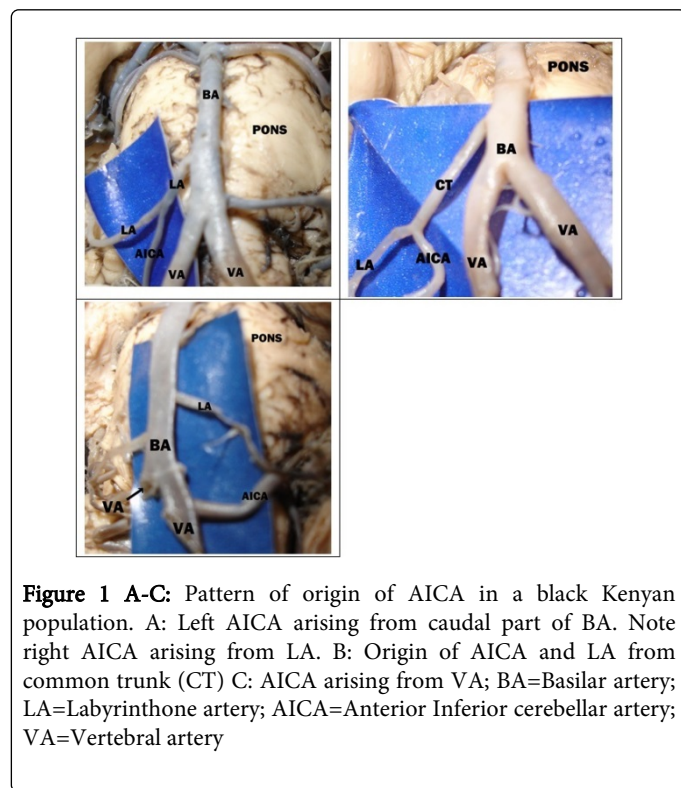 BA
PONS
LA
LA
AICA
VA
VA
PONS
BA
CT
VA
LA
AICA
VA
PONS
LA
BA
AICA
VA
VA
Figure 1 A-C: Pattern of origin of AICA in a black Kenyan
population. A: Left AICA arising from caudal part of BA. Note
right AICA arising from LA. B: Origin of AICA and LA from
common trunk (CT) C: AICA arising from VA; BA=Basilar artery;
LA=Labyrinthone artery; AICA=Anterior Inferior cerebellar artery;
VA=Vertebral artery